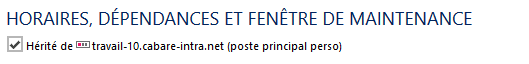 HORAIRES, DÉPENDANCES ET FENÊTRE DE MAINTENANCE
Hérité de travail-10.cabare-intra.net (poste principal perso)